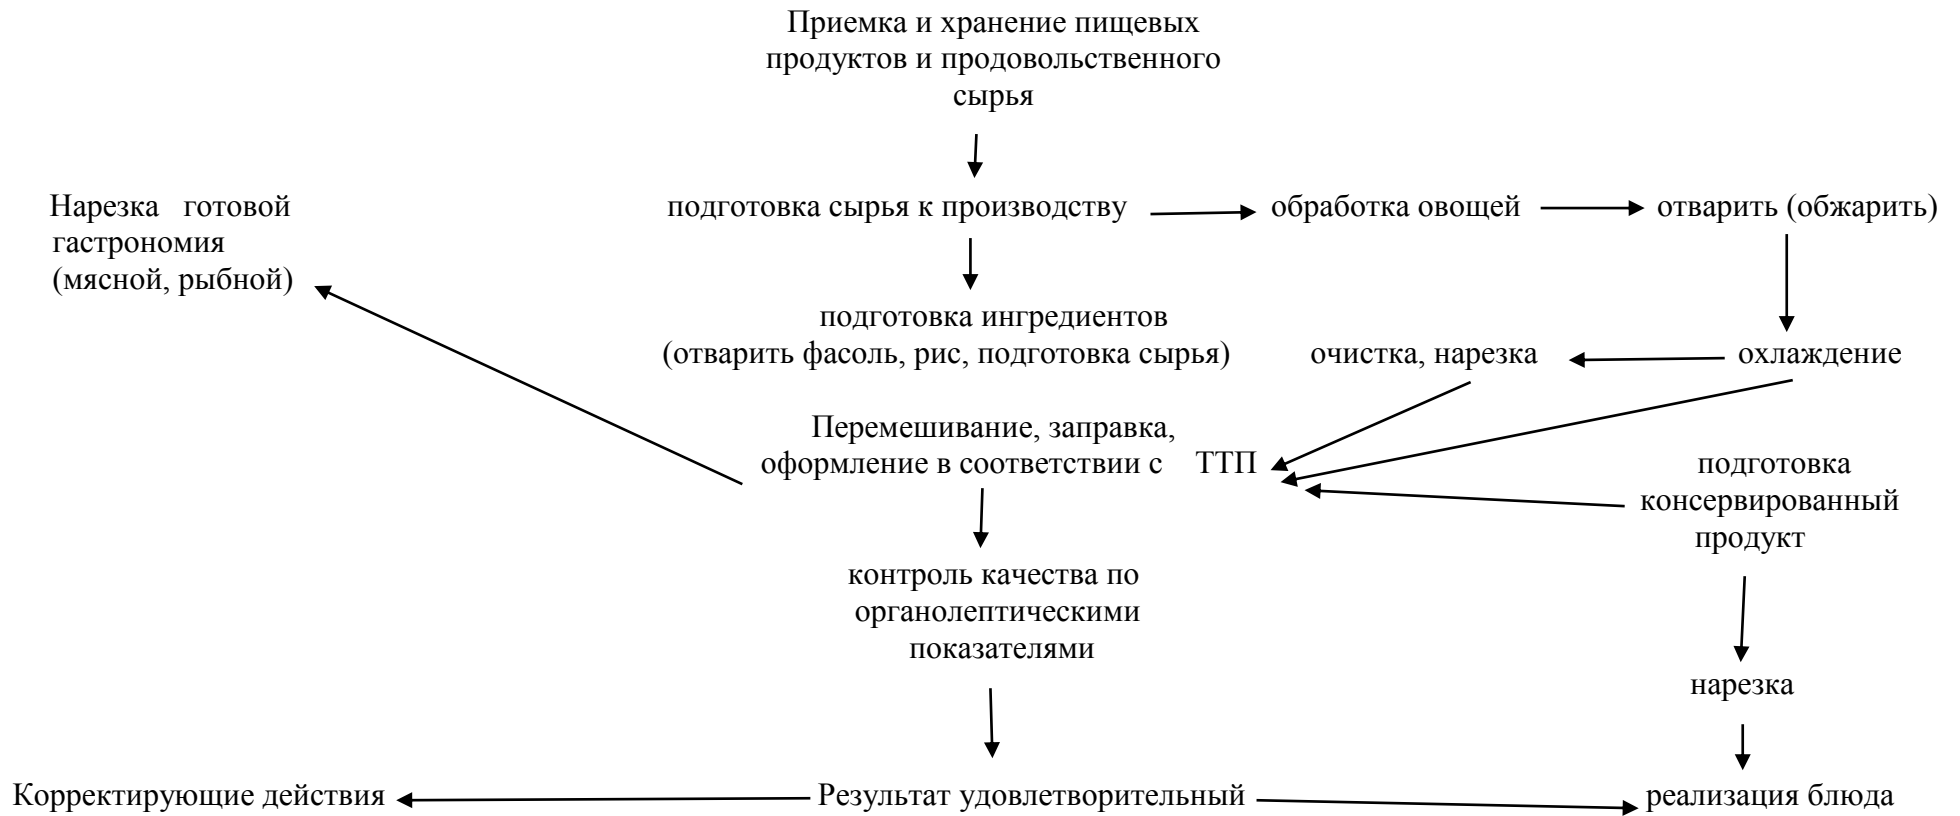 Приемка и хранение пищевых
продуктов и продовольственного
сырья
Нарезка готовой
гастрономия
(мясной, рыбной)
подготовка сырья к производству
обработка овощей
отварить (обжарить)
подготовка ингредиентов
(отварить фасоль, рис, подготовка сырья)
очистка, нарезка
охлаждение
Перемешивание, заправка,
оформление в соответствии с ТТП
подготовка
консервированный
продукт
контроль качества по
органолептическими
показателями
нарезка
Корректирующие действия
Результат удовлетворительный
реализация блюда